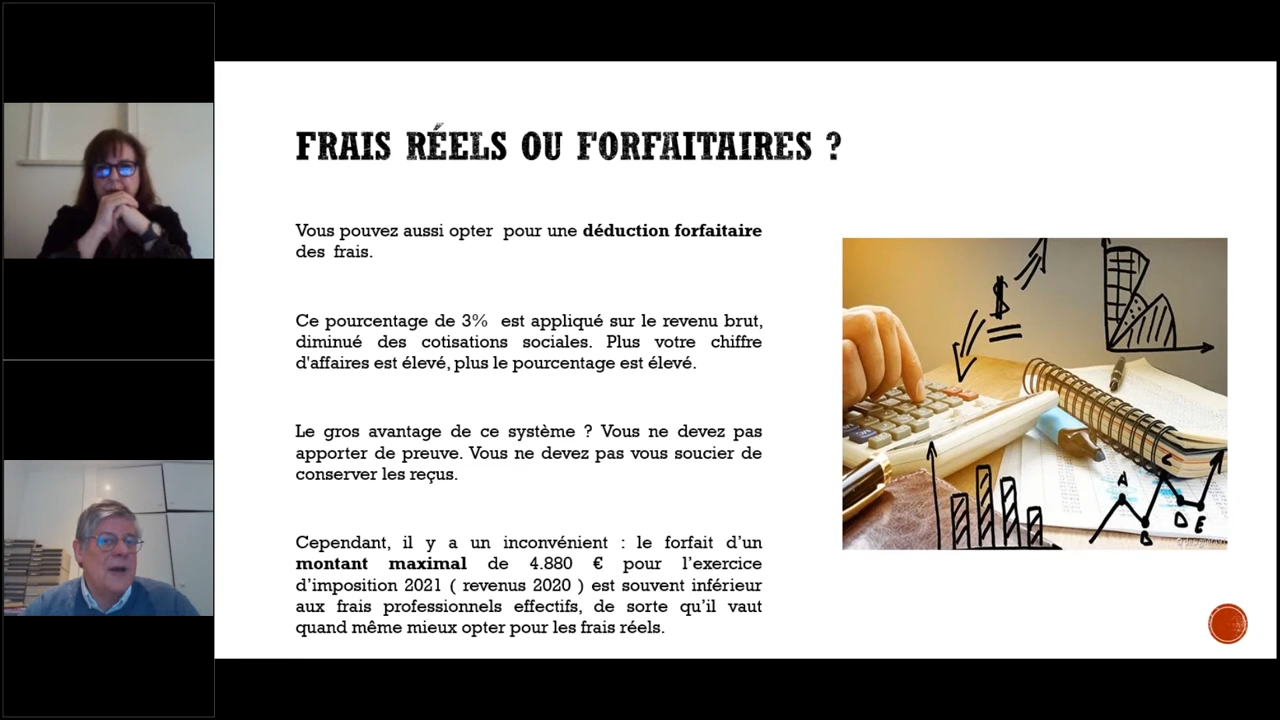 FRAIS RÉELS OU FORFAITAIRES ?
Vous pouvez aussi opter pour une déduction forfaitaire
des frais.
Ce pourcentage de 3% est appliqué sur le revenu brut,
diminué des cotisations sociales. Plus votre chiffre
d'affaires est élevé, plus le pourcentage est élevé.
Le gros avantage de ce système ? Vous ne devez pas
apporter de preuve. Vous ne devez pas vous soucier de
conserver les reçus.
Cependant, il y a un inconvénient : le forfait d’un
montant maximal de 4.880 € pour l’exercice
d’imposition 2021 ( revenus 2020 ) est souvent inférieur
aux frais professionnels effectifs, de sorte qu’il vaut
quand même mieux opter pour les frais réels.
$
A
B
D E